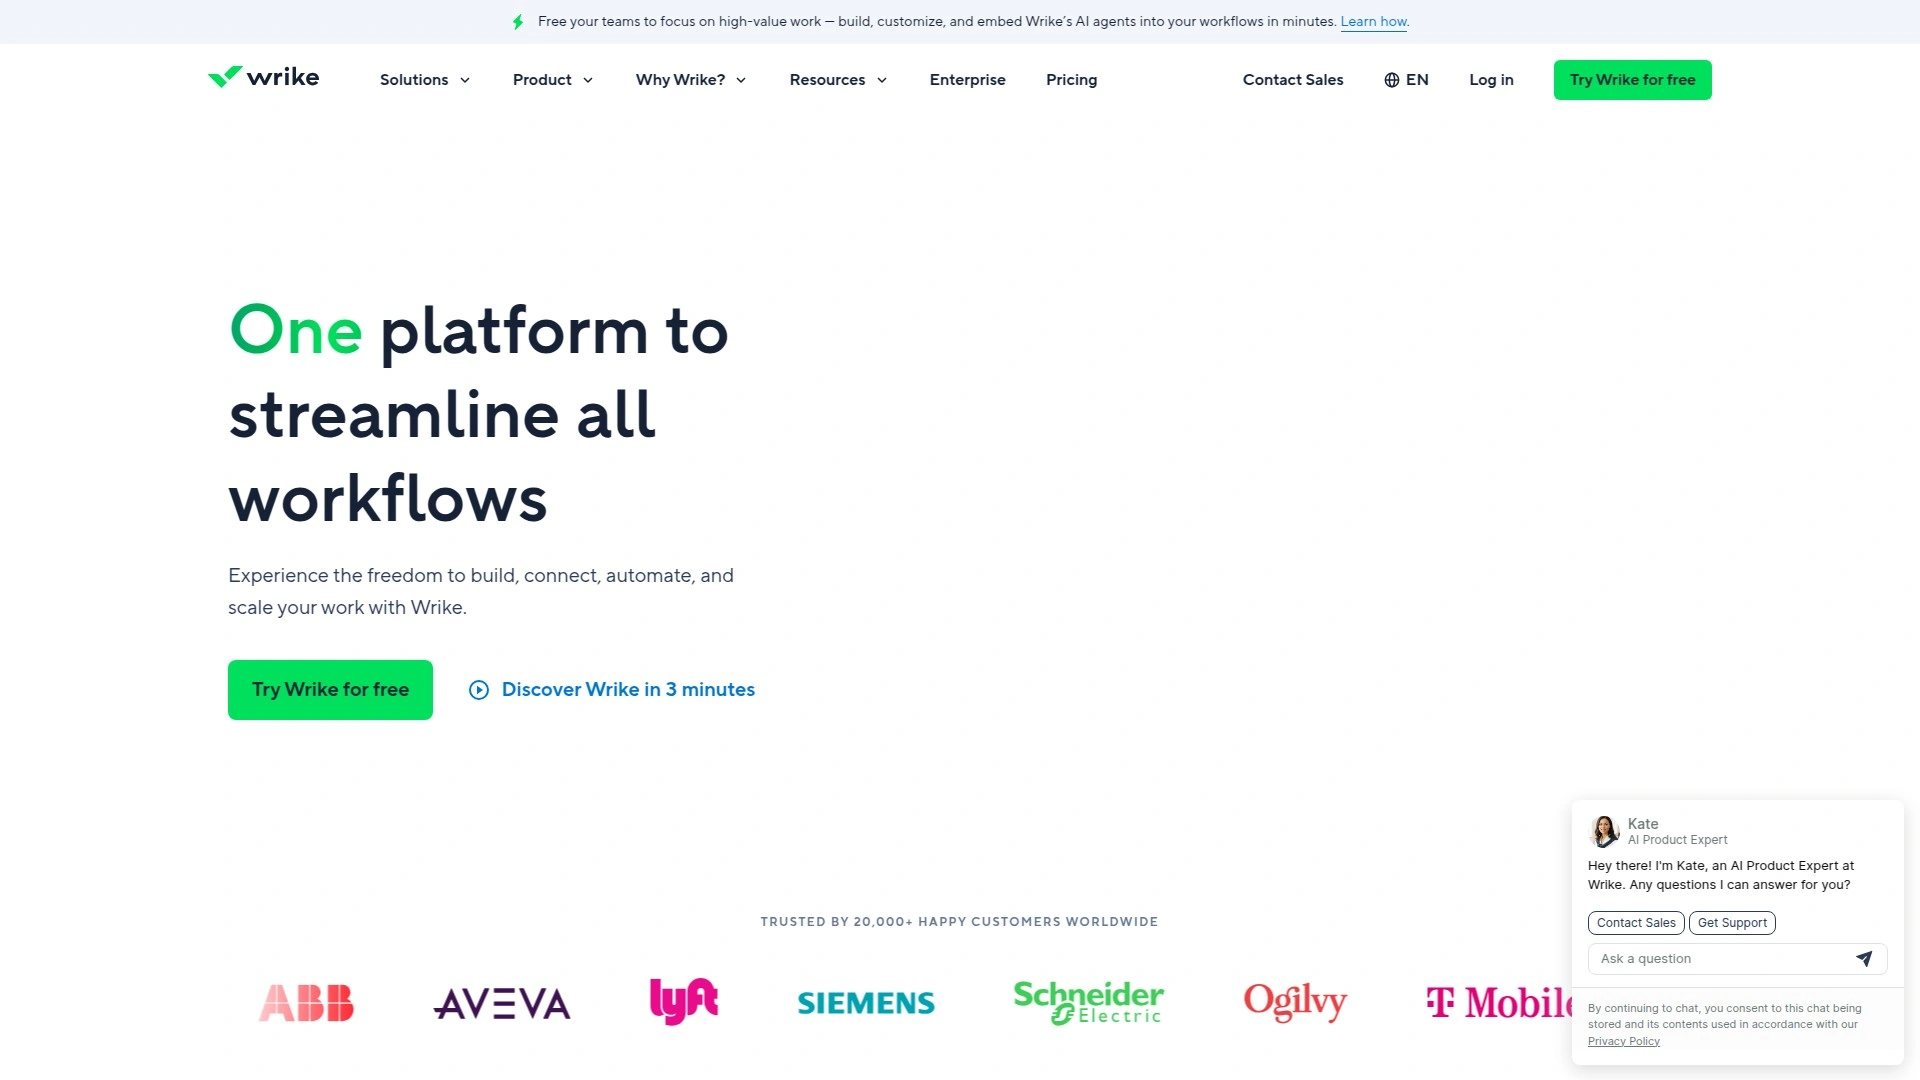 Free your teams to focus on high-value work — build, customize, and embed Wrike’s AI agents into your workflows in minutes. Learn how.
wrike
Solutions
Product
Why Wrike?
Resources
Enterprise
Pricing
Contact Sales
EN
Log in
Try Wrike for free
One platform to
streamline all
workflows
Experience the freedom to build, connect, automate, and
scale your work with Wrike.
Try Wrike for free
Discover Wrike in 3 minutes
TRUSTED BY 20,000+ HAPPY CUSTOMERS WORLDWIDE
ABB
AVEVA
lyft
SIEMENS
Schneider
Electric
Ogilvy
T Mobile
Kate
AI Product Expert
Hey there! I'm Kate, an AI Product Expert at
Wrike. Any questions I can answer for you?
Contact Sales
Get Support
Ask a question
By continuing to chat, you consent to this chat being
stored and its contents used in accordance with our
Privacy Policy